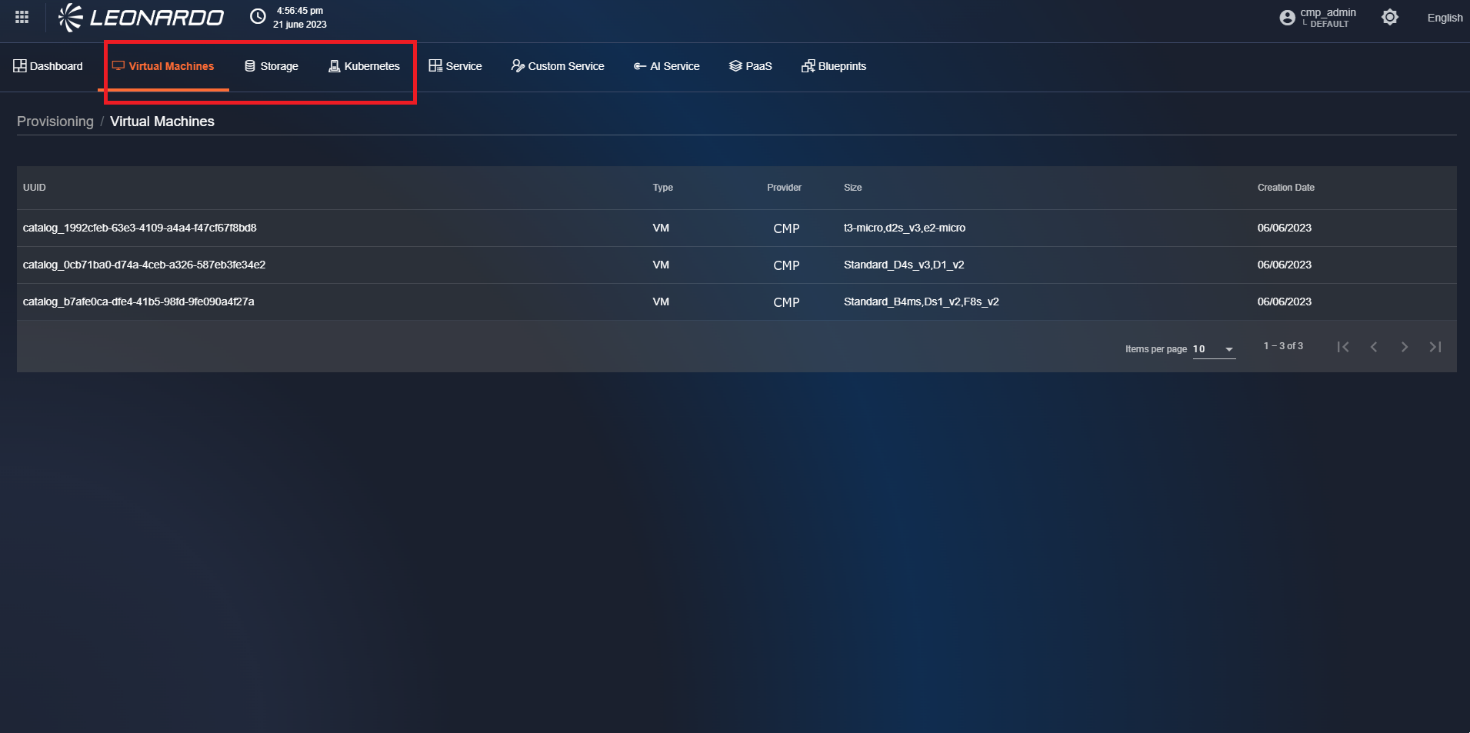 LEONARDO
4:56:45 pm
21 june 2023
cmp_admin
DEFAULT
English
Dashboard Virtual Machines Storage Kubernetes Service Custom Service AI Service PaaS Blueprints
Provisioning / Virtual Machines
UUID Type Provider Size Creation Date
catalog_1992cfeb-63e3-4109-a4a4-f47cf67f8bd8 VM CMP t3-micro,d2s_v3,e2-micro 06/06/2023
catalog_0cb71ba0-d74a-4ceb-a326-587eb3fe34e2 VM CMP Standard_D4s_v3,D1_v2 06/06/2023
catalog_b7afe0ca-dfe4-41b5-98fd-9fe090a4f27a VM CMP Standard_B4ms,Ds1_v2,F8s_v2 06/06/2023
Items per page 10 1 – 3 of 3